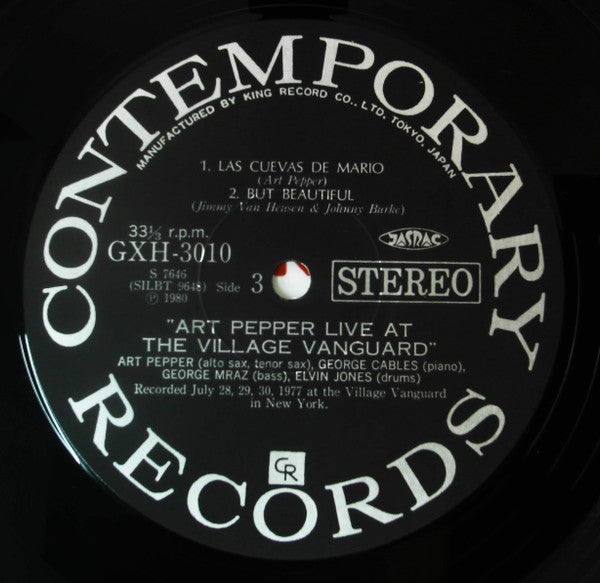 CONTEMPORARY
MANUFACTURED BY KING RECORD CO., LTD. TOKYO, JAPAN
1. LAS CUEVAS DE MARIO
(Art Pepper)
2. BUT BEAUTIFUL
(Jimmy Van Heusen & Johnny Burke)
33⅓ r.p.m.
JASRAC
GXH-3010
S 7646
(SILBT 9648) Side 3
STEREO
Ⓟ 1980
"ART PEPPER LIVE AT
THE VILLAGE VANGUARD"
ART PEPPER (alto sax, tenor sax), GEORGE CABLES (piano),
GEORGE MRAZ (bass), ELVIN JONES (drums)
Recorded July 28, 29, 30, 1977 at the Village Vanguard
in New York.
CR
RECORDS